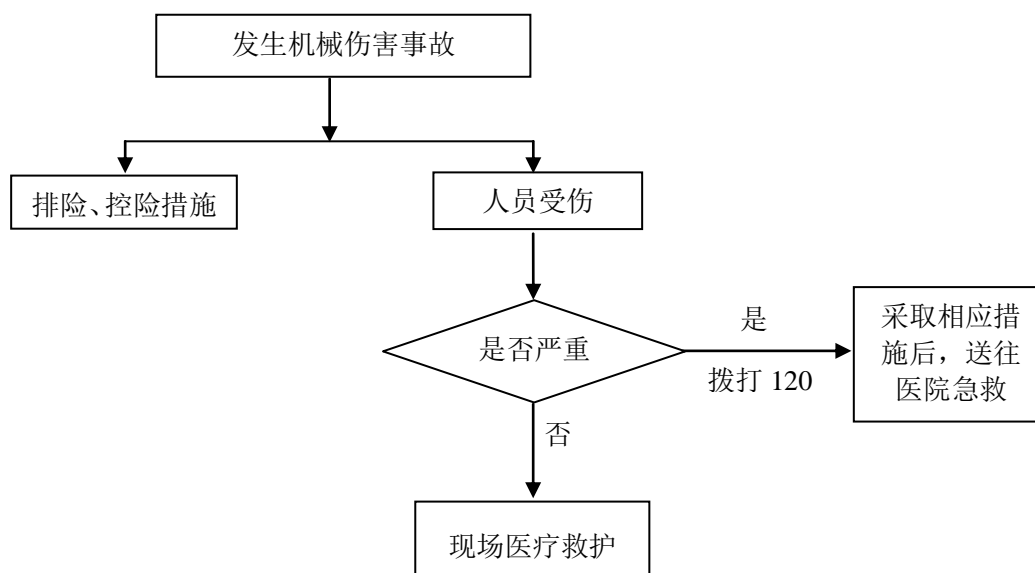 发生机械伤害事故
排险、控险措施
人员受伤
是否严重
是
拨打 120
采取相应措
施后，送往
医院急救
否
现场医疗救护